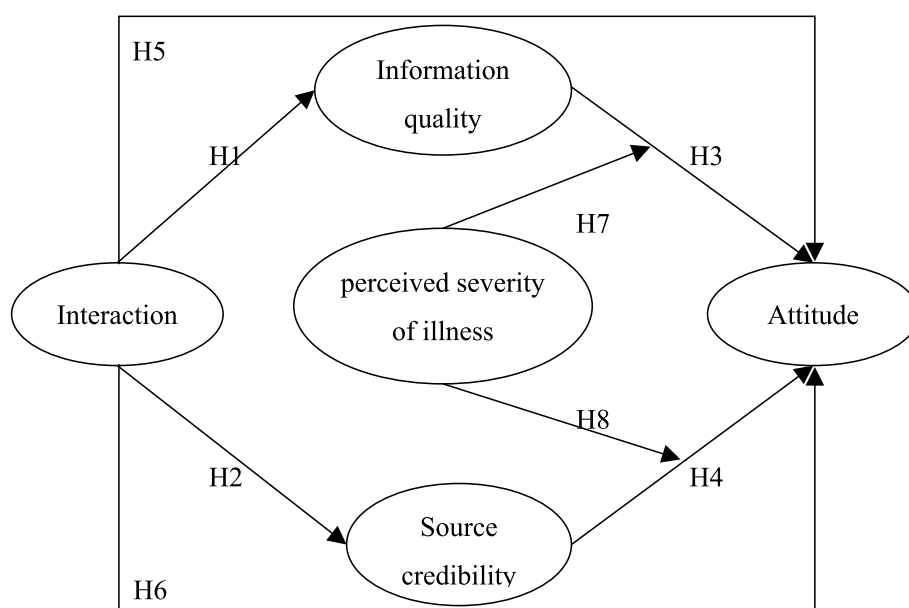 H5
Information
quality
H1
H3
H7
perceived severity
of illness
Interaction
Attitude
H8
H2
H4
Source
credibility
H6